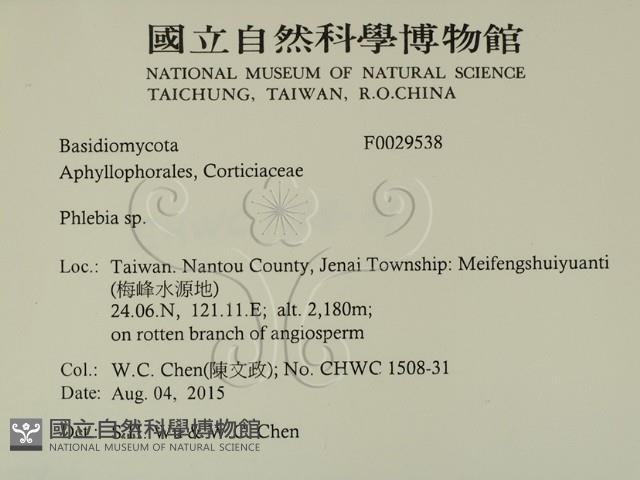 國立自然科學博物館
NATIONAL MUSEUM OF NATURAL SCIENCE
TAICHUNG, TAIWAN, R.O.CHINA
Basidiomycota F0029538
Aphyllophorales, Corticiaceae
Phlebia sp.
Loc.: Taiwan. Nantou County, Jenai Township: Meifengshuiyuanti
(梅峰水源地)
24.06.N, 121.11.E; alt. 2,180m;
on rotten branch of angiosperm
Col.: W.C. Chen(陳文政); No. CHWC 1508-31
Date: Aug. 04, 2015
Det.: S.H. Wu & W.C. Chen
國立自然科學博物館
NATIONAL MUSEUM OF NATURAL SCIENCE